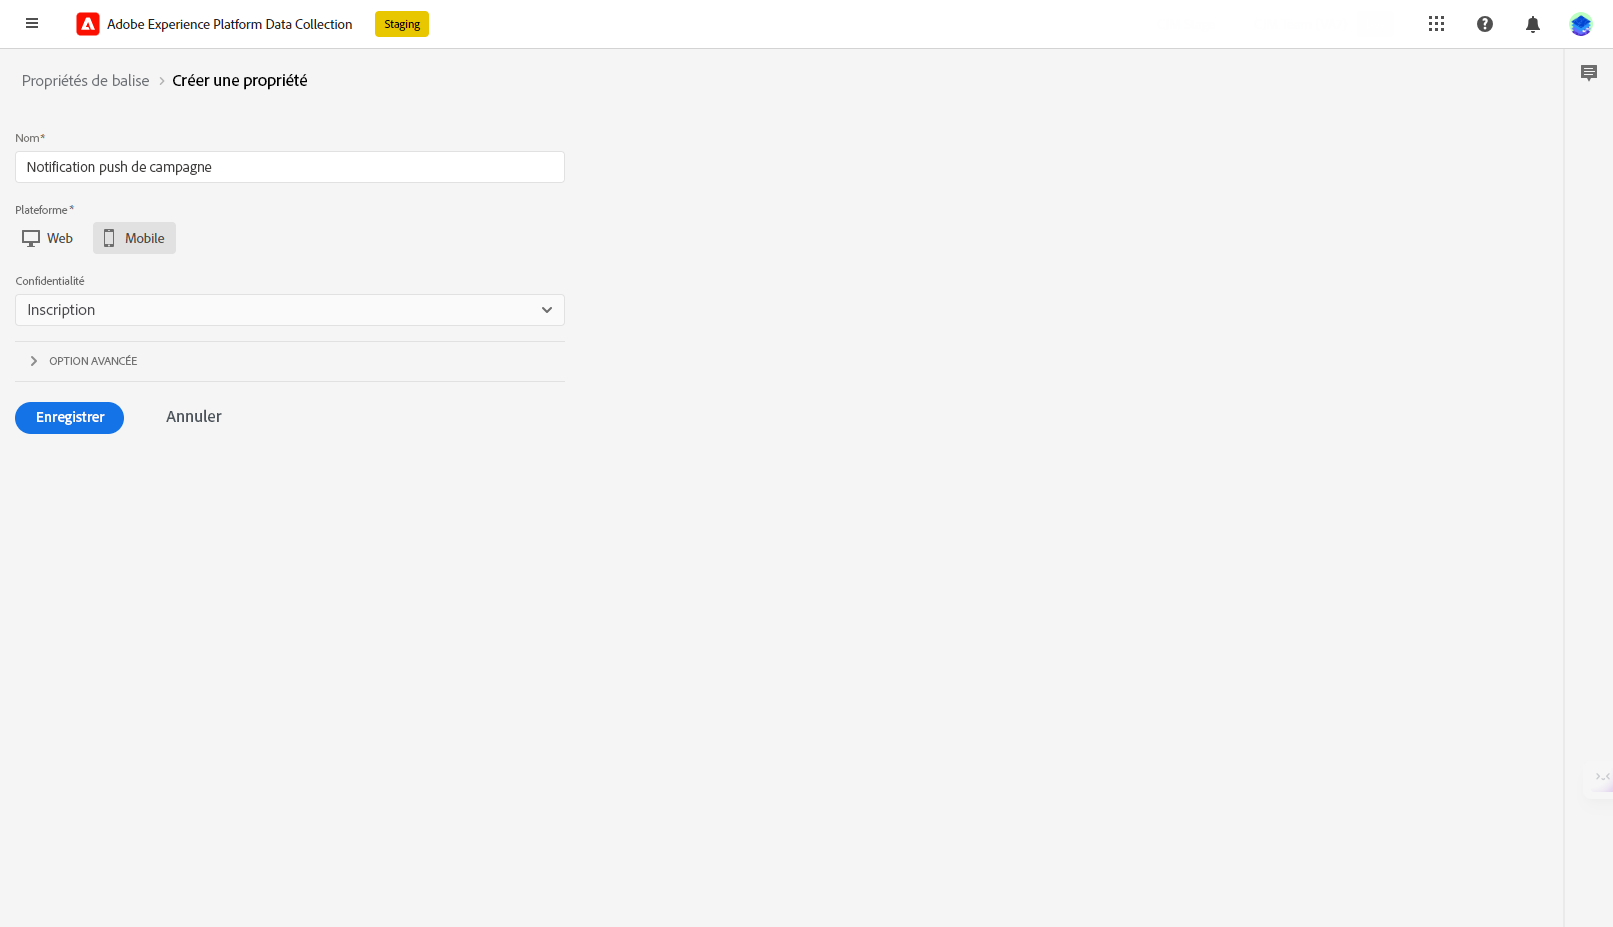 Adobe Experience Platform Data Collection
Staging
Propriétés de balise
Créer une propriété
Nom*
Notification push de campagne
Plateforme*
Web
Mobile
Confidentialité
Inscription
OPTION AVANCÉE
Enregistrer
Annuler